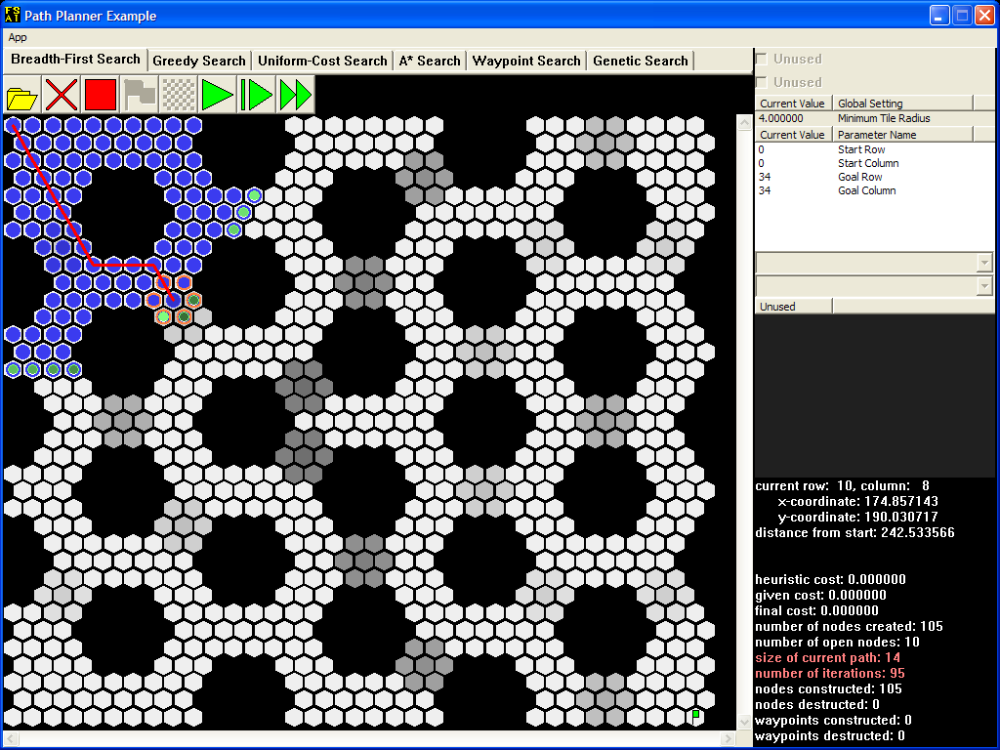 FS
AI
Path Planner Example
App
Breadth-First Search Greedy Search Uniform-Cost Search A* Search Waypoint Search Genetic Search
Unused
Unused
Current Value Global Setting
4.000000 Minimum Tile Radius
Current Value Parameter Name
0 Start Row
0 Start Column
34 Goal Row
34 Goal Column
Unused
current row: 10, column: 8
x-coordinate: 174.857143
y-coordinate: 190.030717
distance from start: 242.533566
heuristic cost: 0.000000
given cost: 0.000000
final cost: 0.000000
number of nodes created: 105
number of open nodes: 10
size of current path: 14
number of iterations: 95
nodes constructed: 105
nodes destructed: 0
waypoints constructed: 0
waypoints destructed: 0